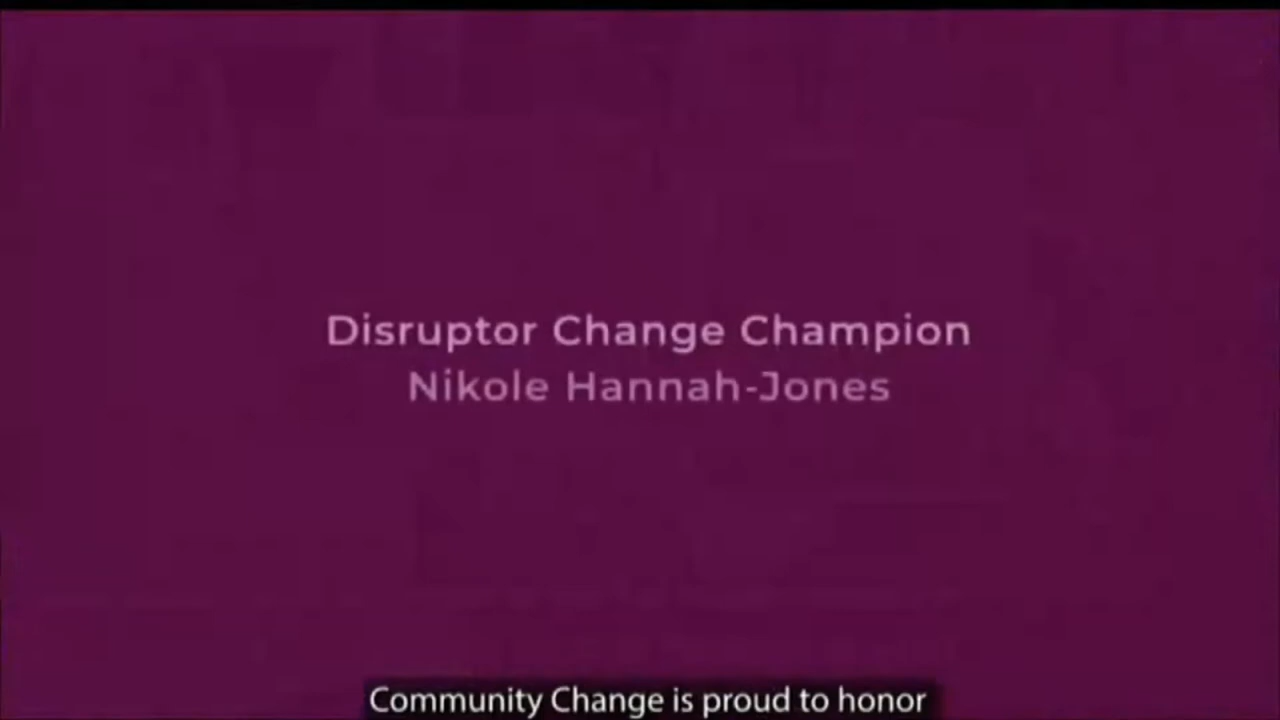 Disruptor Change Champion
Nikole Hannah-Jones
Community Change is proud to honor